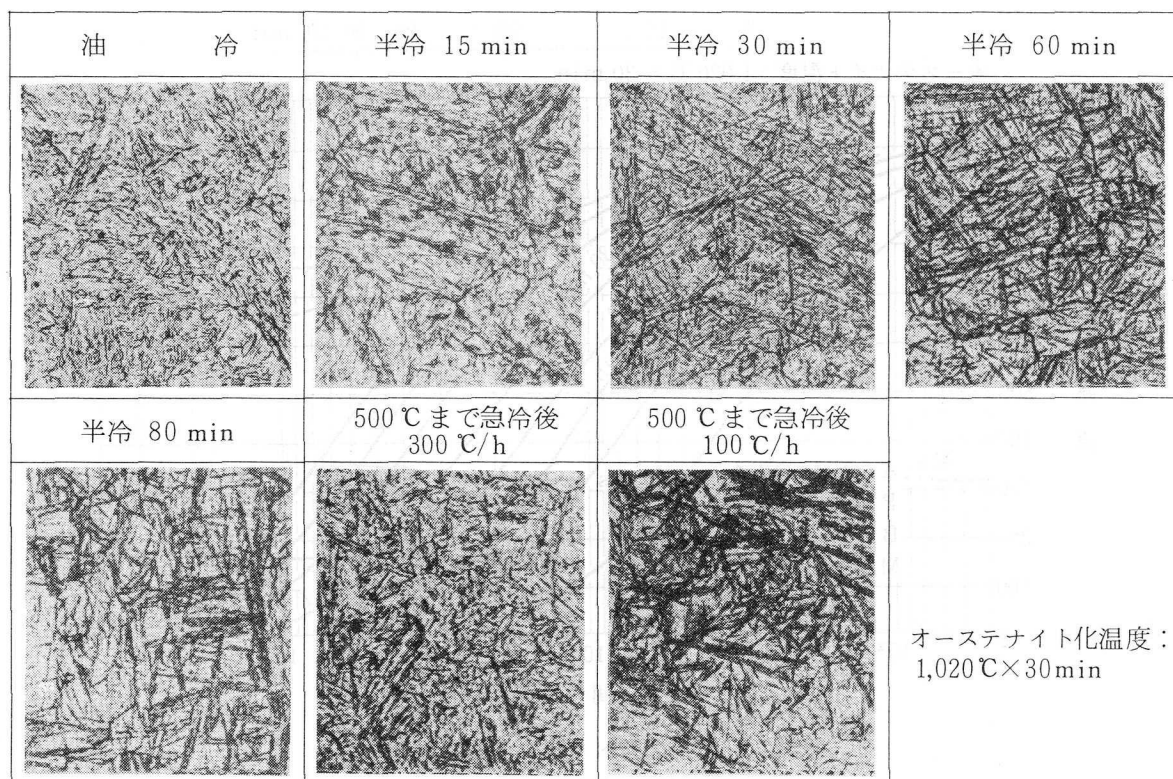 油 冷
半冷 15 min
半冷 30 min
半冷 60 min
半冷 80 min
500℃まで急冷後
300℃/h
500℃まで急冷後
100℃/h
オーステナイト化温度：
1,020℃×30min